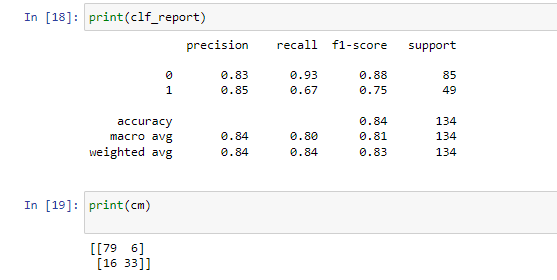 In [18]: print(clf_report)
precision recall f1-score support
0 0.83 0.93 0.88 85
1 0.85 0.67 0.75 49
accuracy 0.84 134
macro avg 0.84 0.80 0.81 134
weighted avg 0.84 0.84 0.83 134
In [19]: print(cm)
[[79 6]
[16 33]]